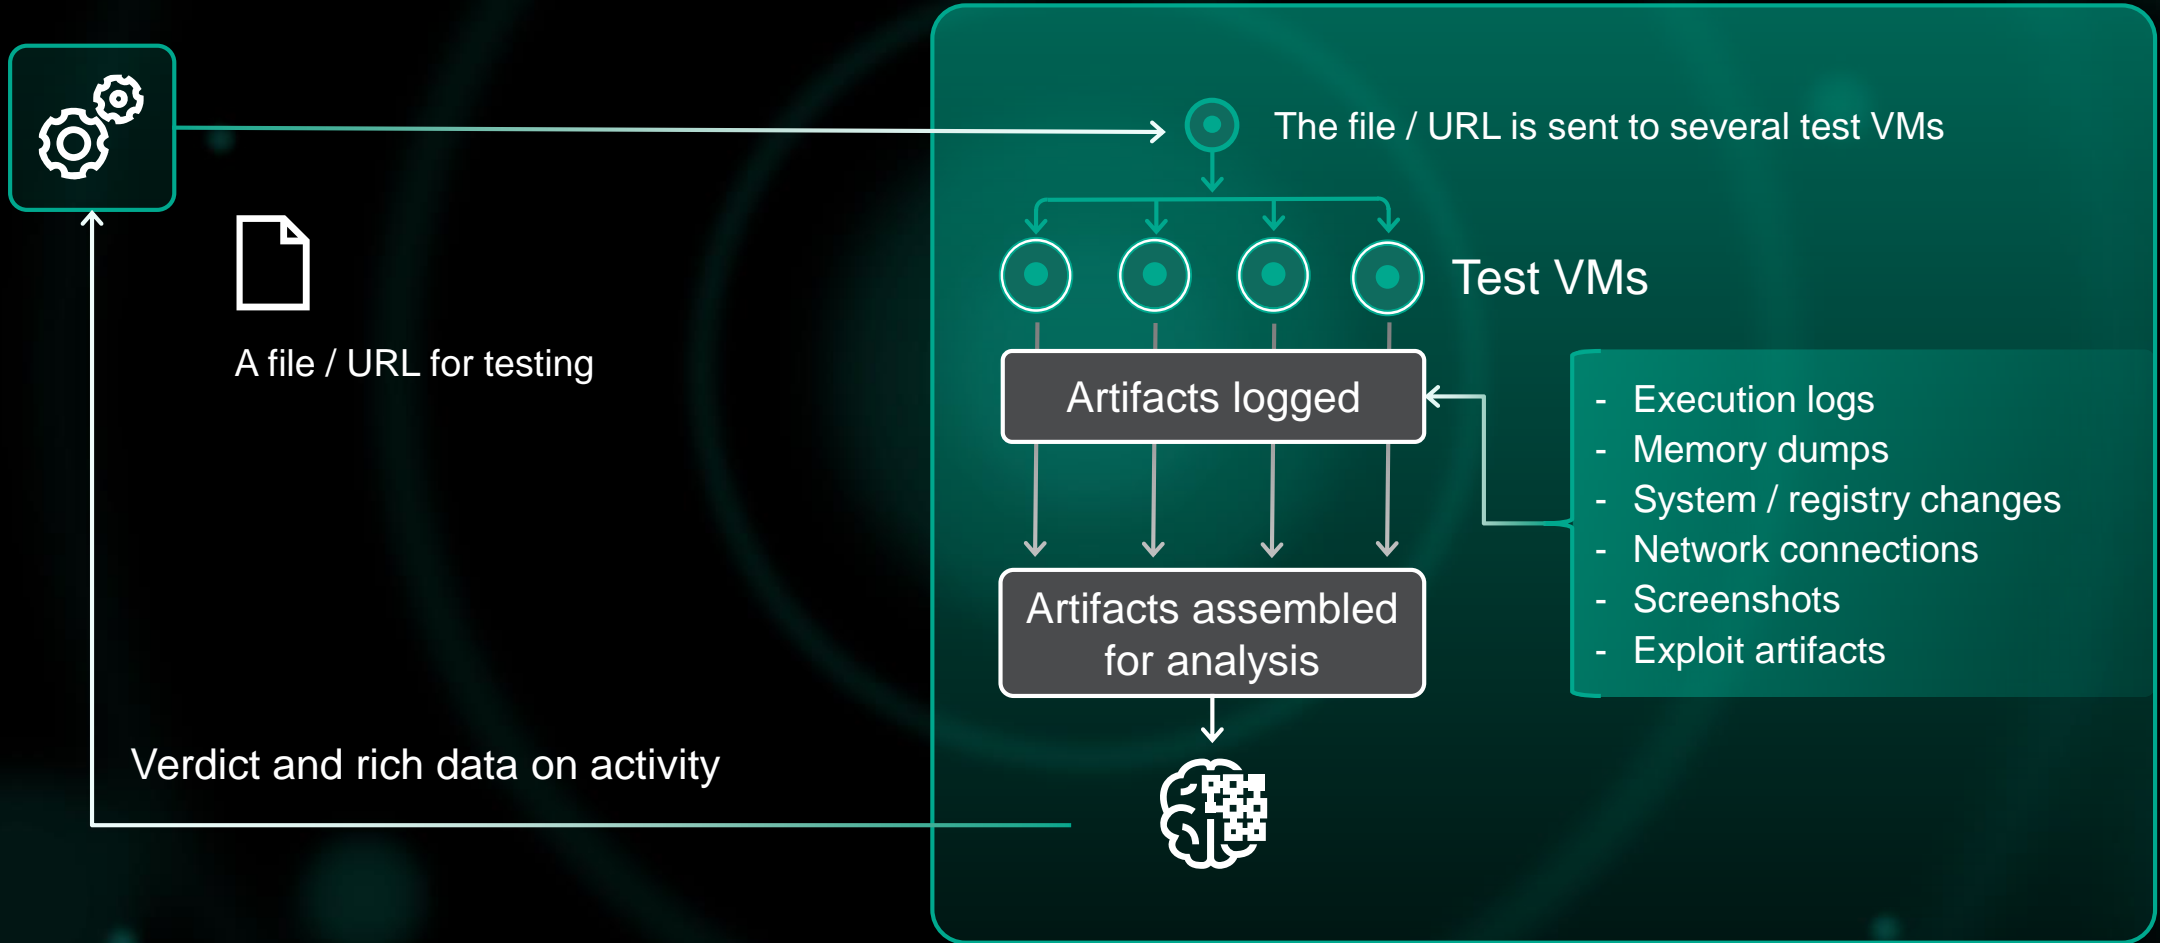 The file / URL is sent to several test VMs
A file / URL for testing
Test VMs
Artifacts logged
- Execution logs
- Memory dumps
- System / registry changes
- Network connections
- Screenshots
- Exploit artifacts
Artifacts assembled
for analysis
Verdict and rich data on activity